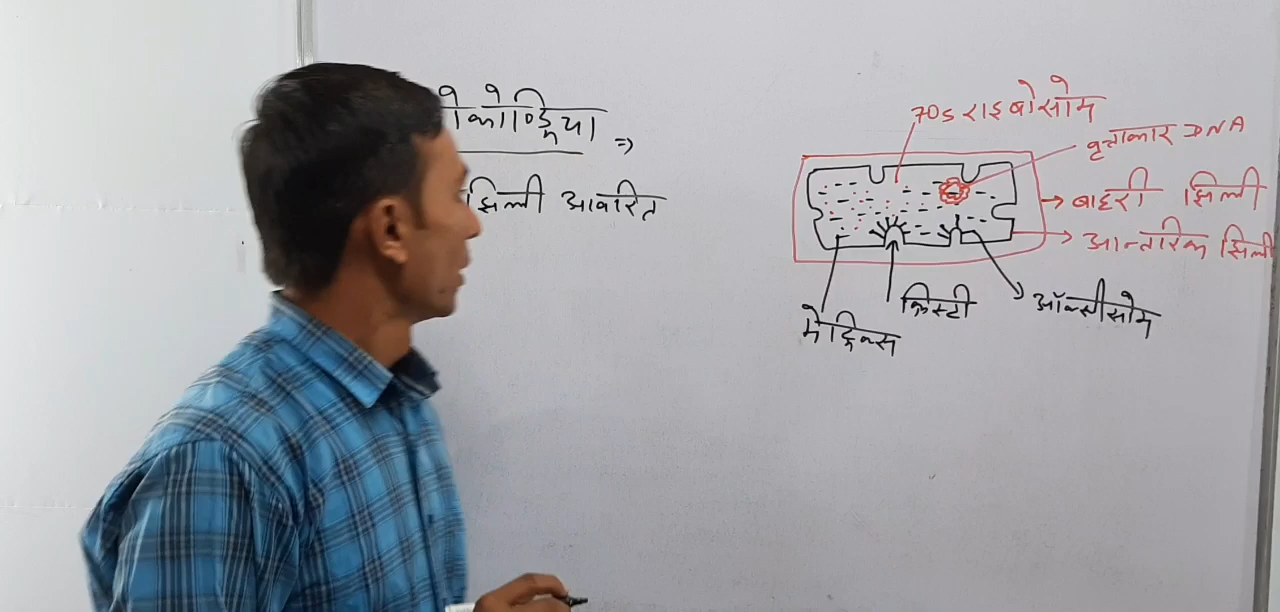 कॉण्ड्रिया ⇒
झिल्ली आवरित
70s राइबोसोम
वृत्ताकार DNA
बाहरी झिल्ली
आन्तरिक झिल्ली
क्रिस्टी
ऑक्सीसोम
मेट्रिक्स